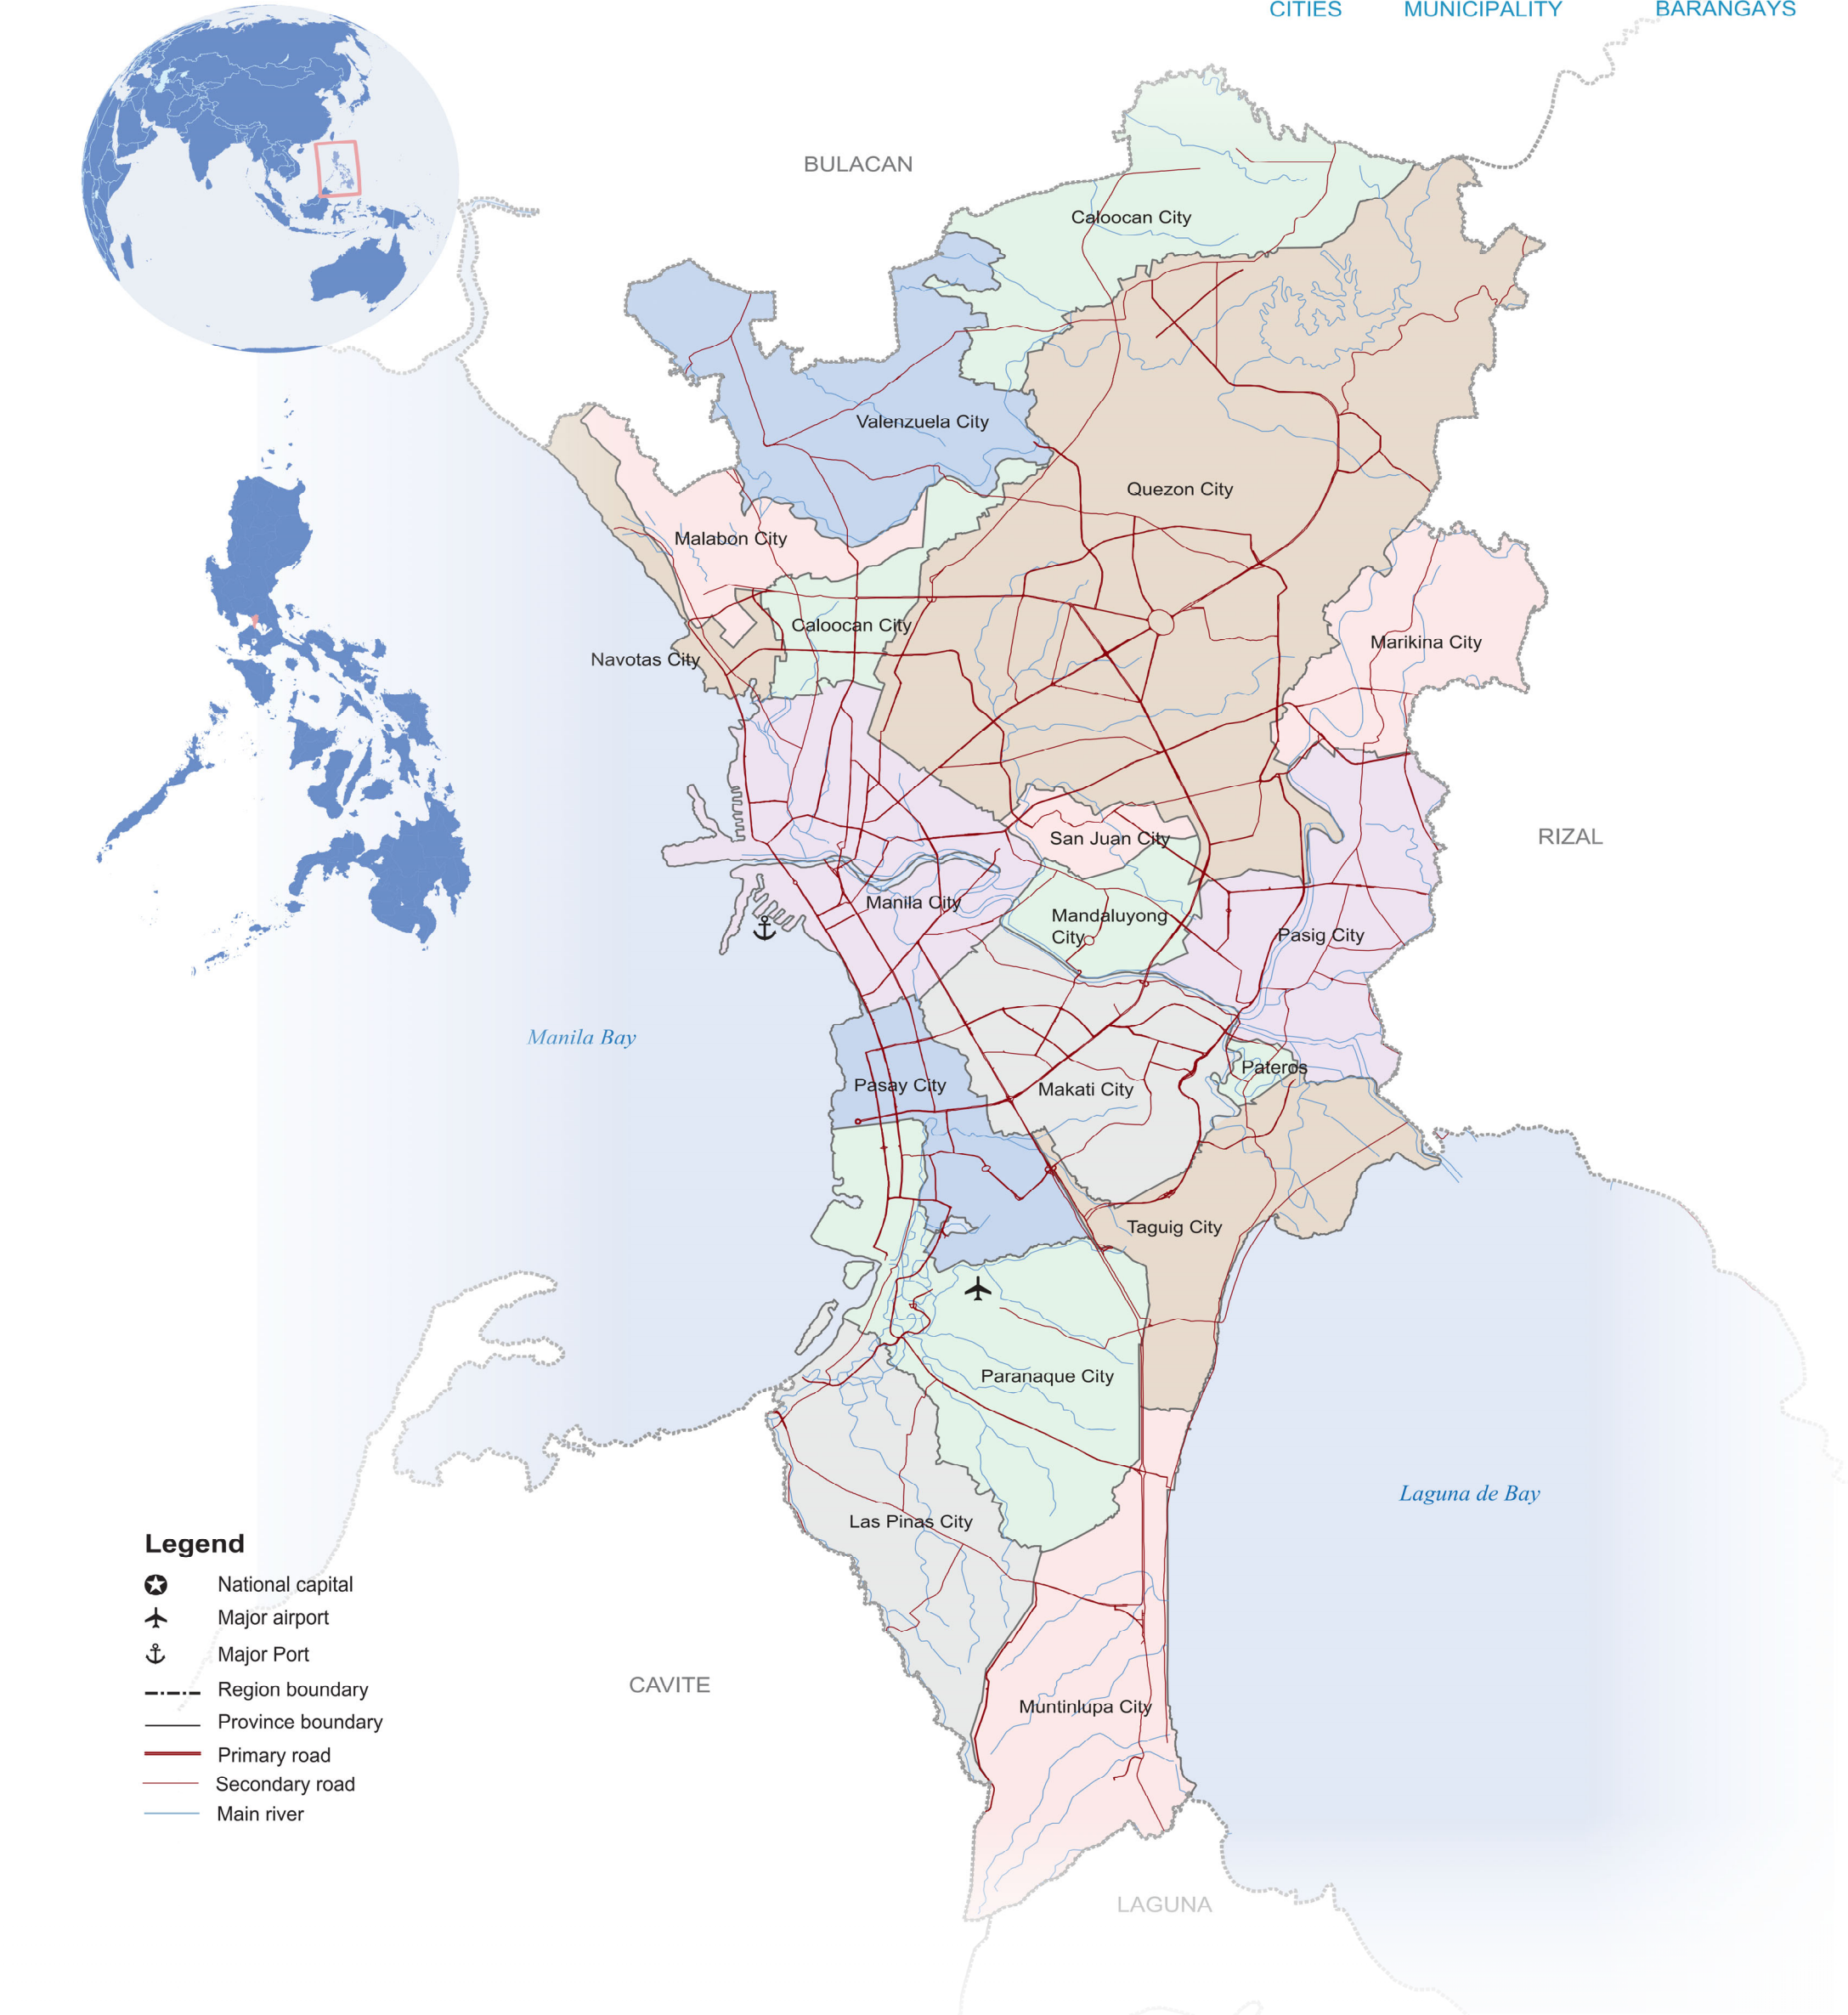 CITIES MUNICIPALITY BARANGAYS
BULACAN
Caloocan City
Valenzuela City
Quezon City
Malabon City
Caloocan City
Marikina City
Navotas City
San Juan City
RIZAL
Manila City
Mandaluyong
City
Pasig City
Manila Bay
Pateros
Pasay City
Makati City
Taguig City
Paranaque City
Laguna de Bay
Las Pinas City
Legend
National capital
Major airport
Major Port
Region boundary
Province boundary
Primary road
Secondary road
Main river
CAVITE
Muntinlupa City
LAGUNA